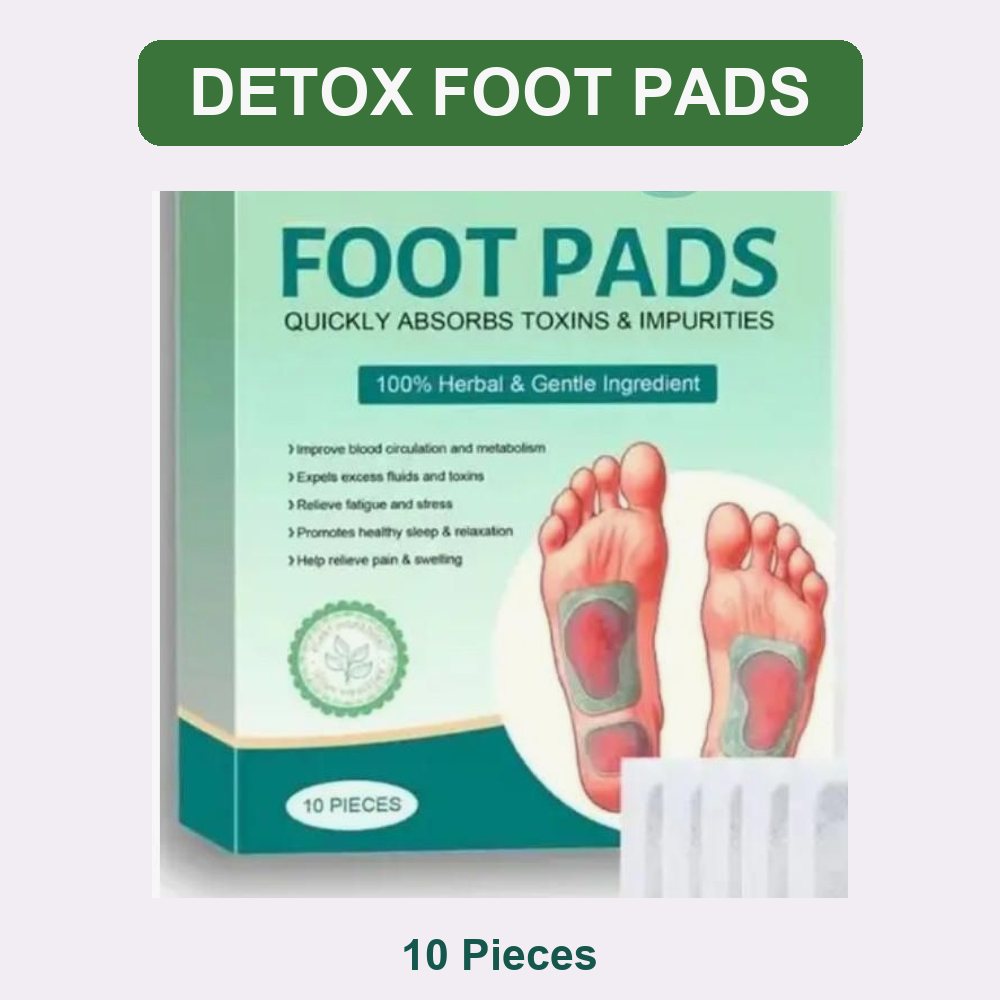 DETOX FOOT PADS
FOOT PADS
QUICKLY ABSORBS TOXINS & IMPURITIES
100% Herbal & Gentle Ingredient
Improve blood circulation and metabolism
Expels excess fluids and toxins
Relieve fatigue and stress
Promotes healthy sleep & relaxation
Help relieve pain & swelling
10 PIECES
10 Pieces